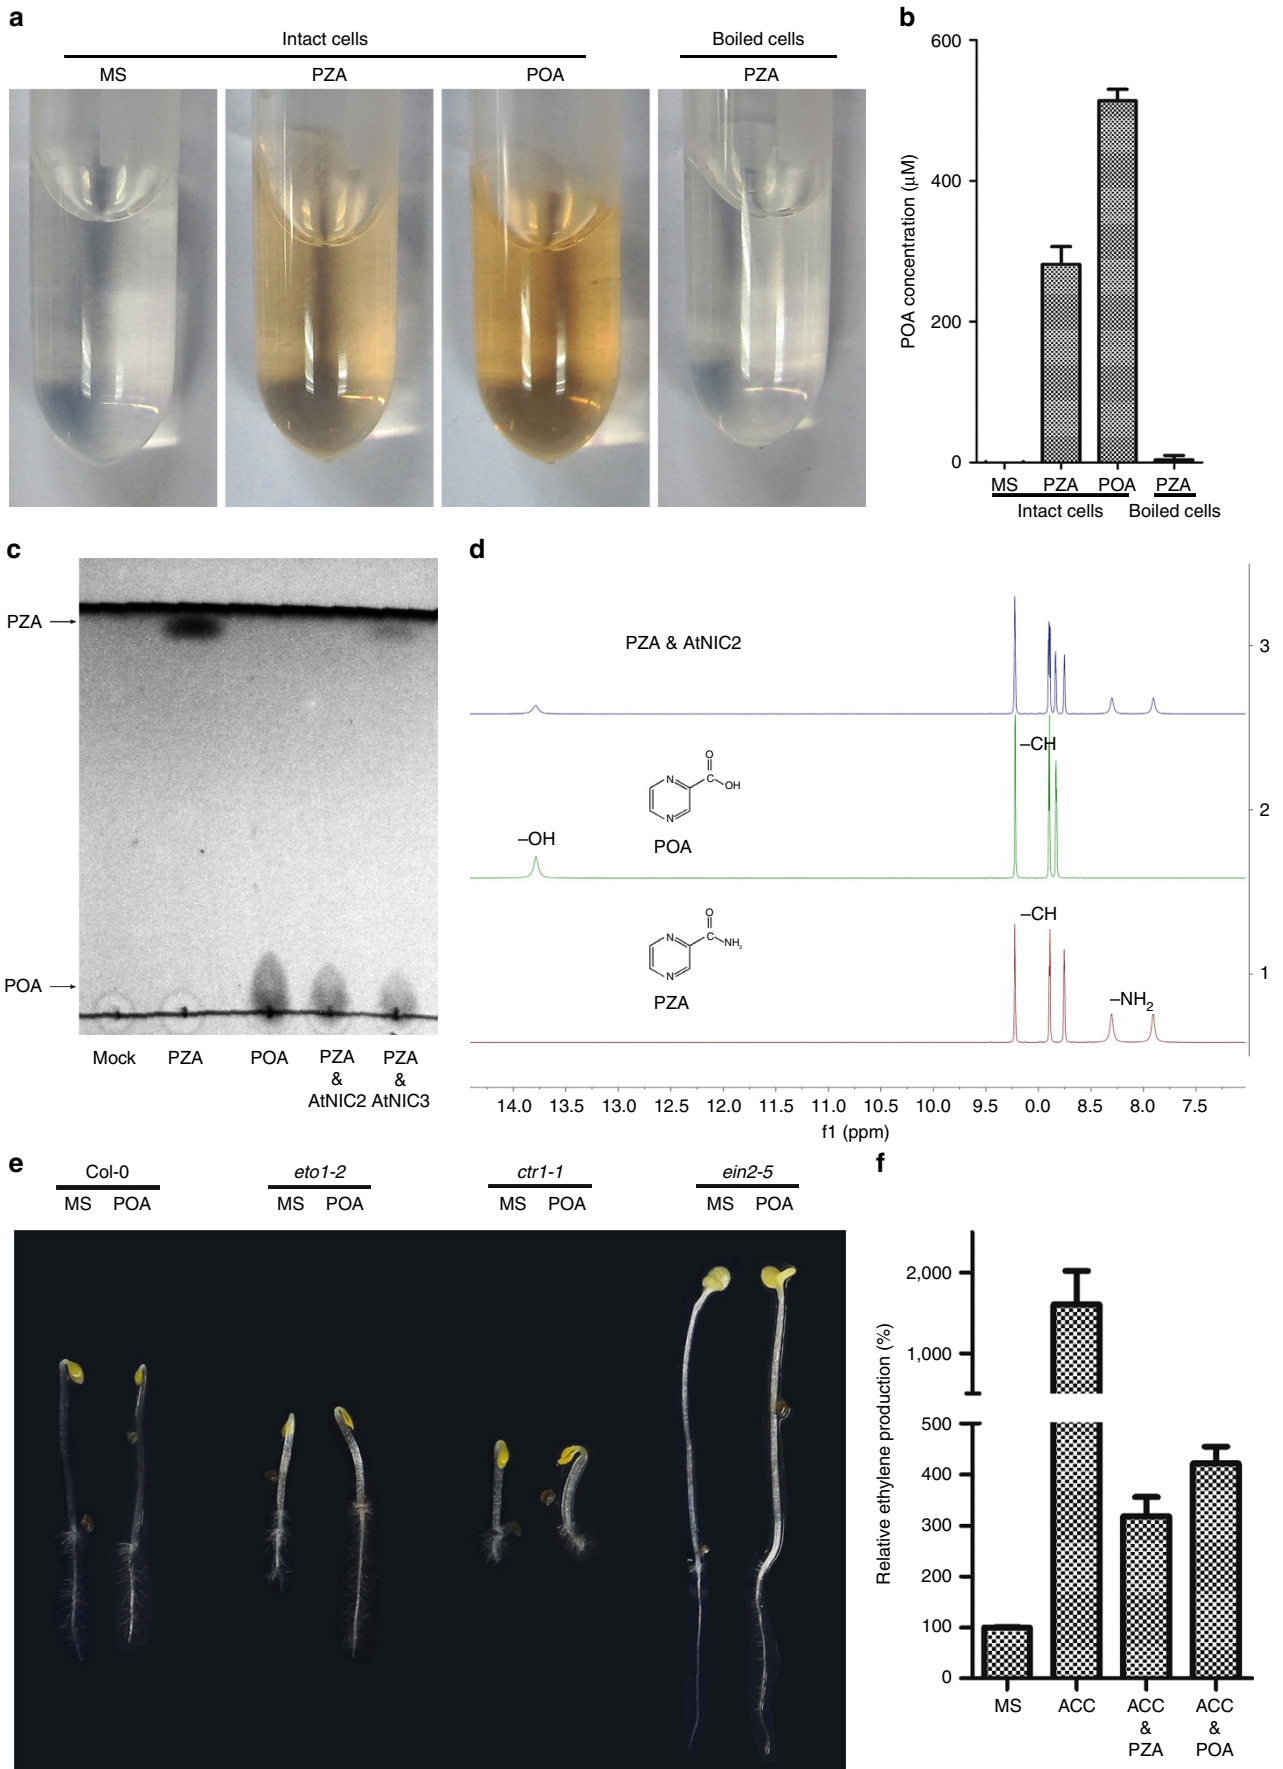 a
Intact cells
Boiled cells
MS
PZA
POA
PZA
b
600
400
200
0
POA concentration (μM)
MS
PZA
POA
PZA
Intact cells
Boiled cells
c
PZA
POA
Mock
PZA
POA
PZA
&
AtNIC2
PZA
&
AtNIC3
d
PZA & AtNIC2
3
–CH
O
N
C
OH
N
2
–OH
POA
–CH
O
N
C
NH2
N
1
PZA
–NH2
14.0 13.5 13.0 12.5 12.0 11.5 11.0 10.5 10.0 9.5 0.0 8.5 8.0 7.5
f1 (ppm)
e
Col-0
eto1-2
ctr1-1
ein2-5
MS POA
MS POA
MS POA
MS POA
f
2,000
1,000
500
400
300
200
100
0
Relative ethylene production (%)
MS
ACC
ACC
&
PZA
ACC
&
POA